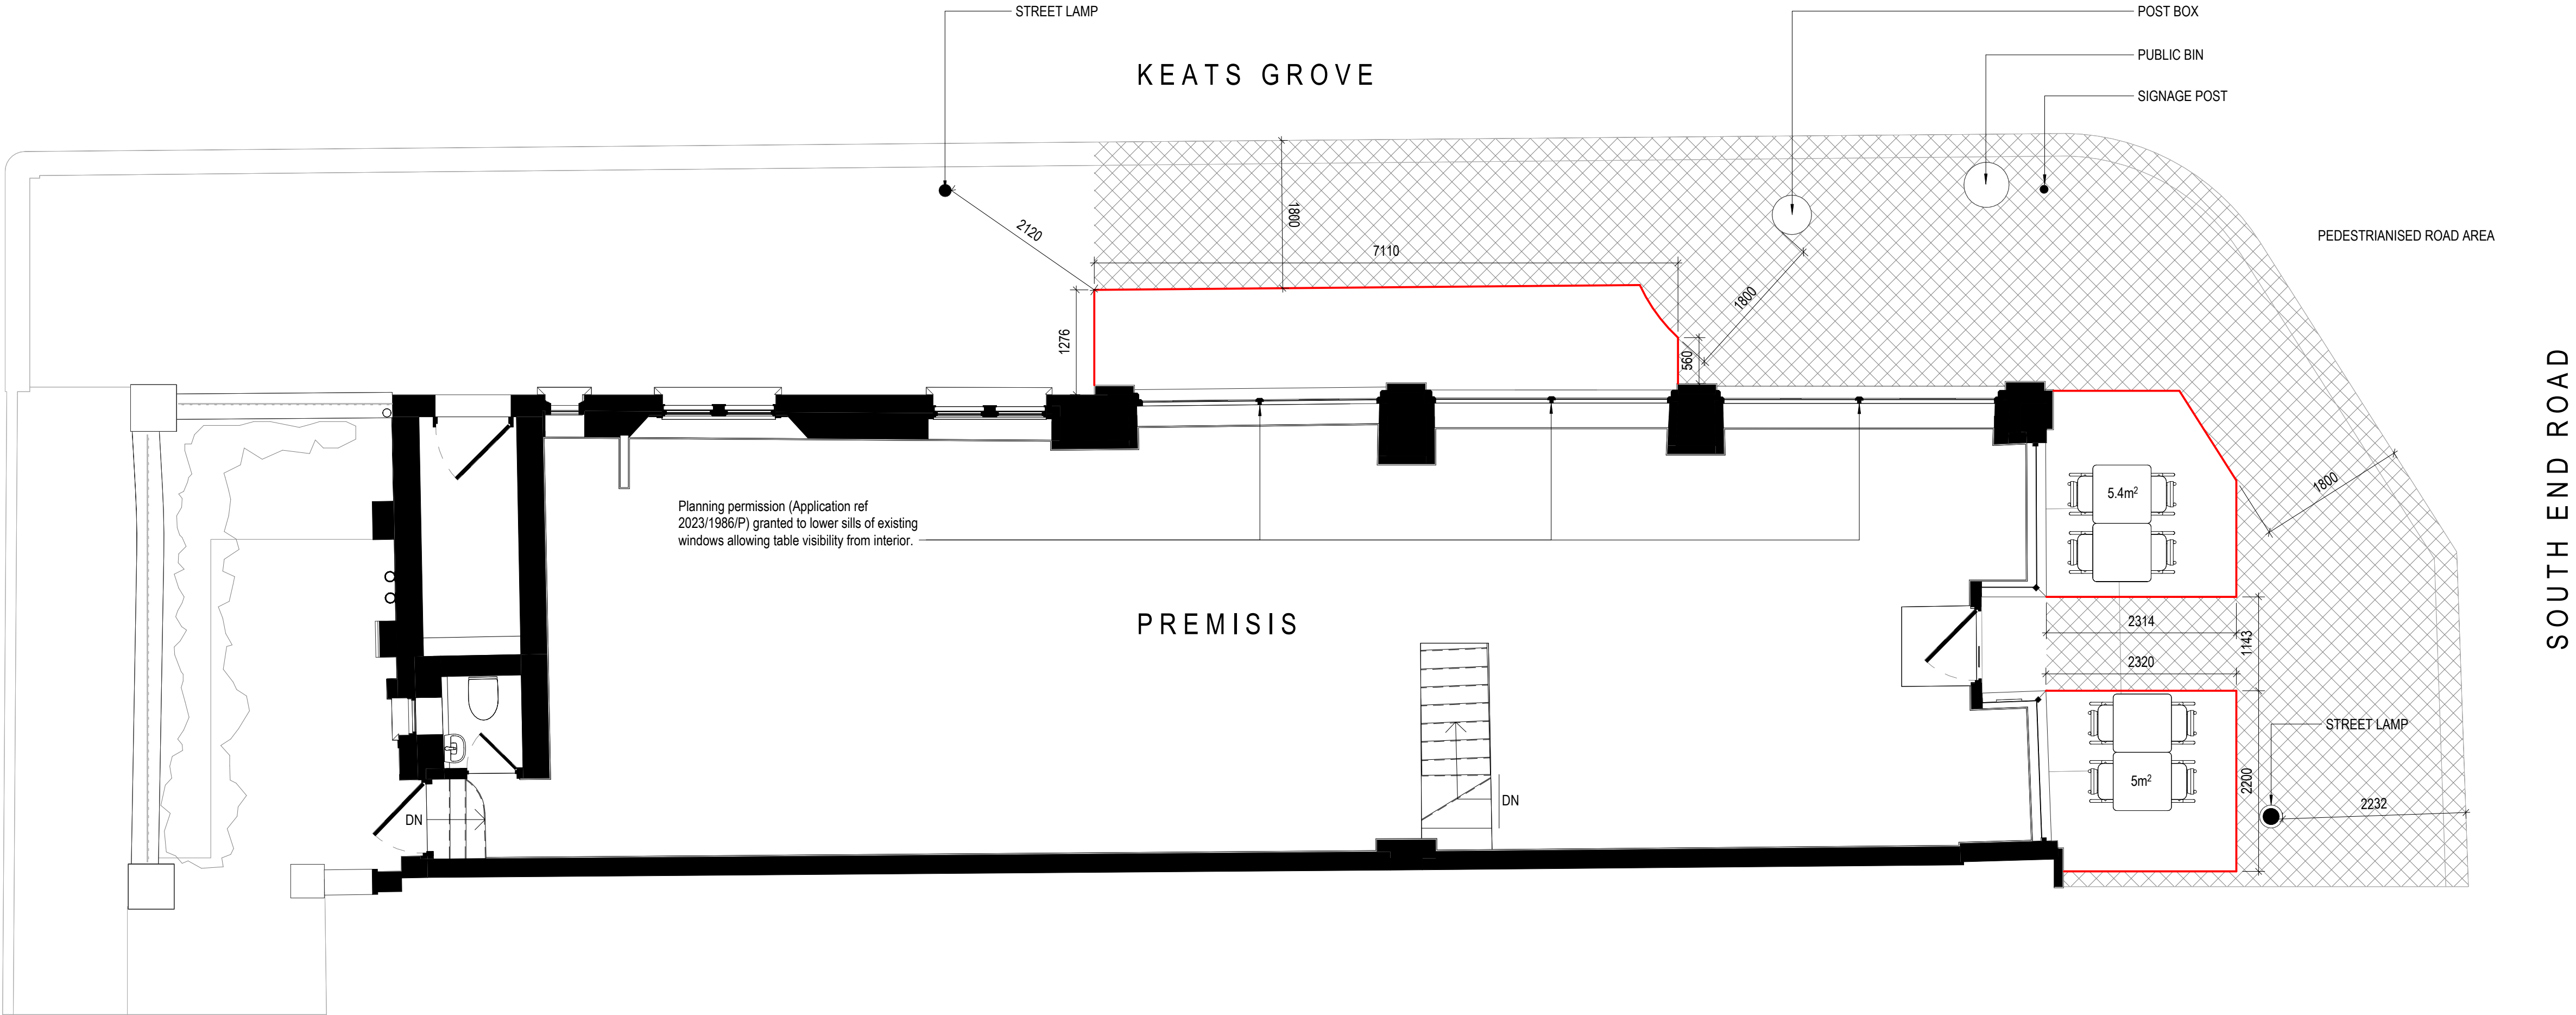 STREET LAMP
POST BOX
KEATS GROVE
PUBLIC BIN
SIGNAGE POST
1800
2120
7110
PEDESTRIANISED ROAD AREA
1800
1276
560
SOUTH END ROAD
1800
5.4m²
Planning permission (Application ref
2023/1986/P) granted to lower sills of existing
windows allowing table visibility from interior.
PREMISIS
2314
1143
2320
STREET LAMP
5m²
2200
2232
DN
DN